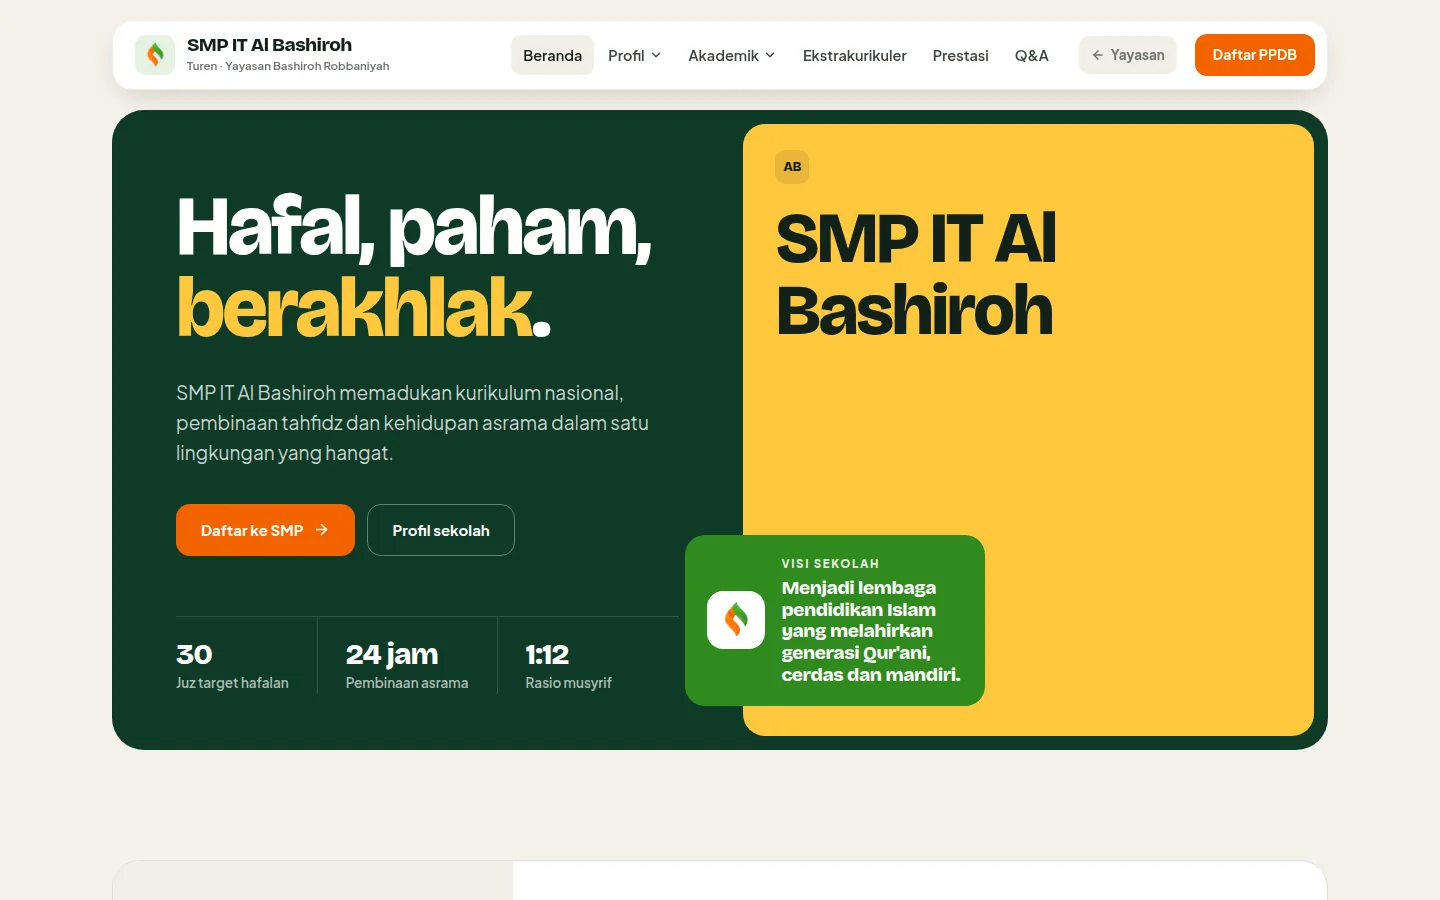 SMP IT Al Bashiroh
Turen · Yayasan Bashiroh Robbaniyah
Beranda
Profil
Akademik
Ekstrakurikuler
Prestasi
Q&A
← Yayasan
Daftar PPDB
Hafal, paham,
berakhlak.
SMP IT Al Bashiroh memadukan kurikulum nasional,
pembinaan tahfidz dan kehidupan asrama dalam satu
lingkungan yang hangat.
Daftar ke SMP →
Profil sekolah
30
Juz target hafalan
24 jam
Pembinaan asrama
1:12
Rasio musyrif
AB
SMP IT Al
Bashiroh
VISI SEKOLAH
Menjadi lembaga
pendidikan Islam
yang melahirkan
generasi Qur'ani,
cerdas dan mandiri.